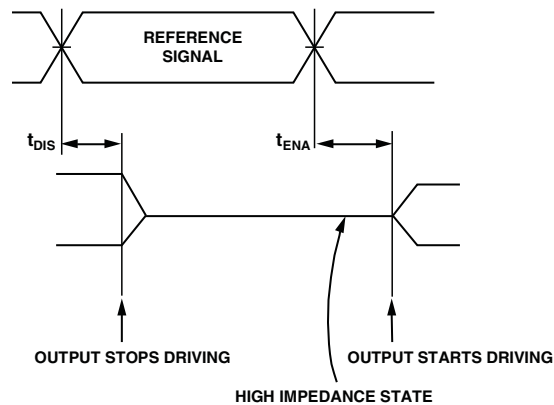 REFERENCE
SIGNAL
tDIS
tENA
OUTPUT STOPS DRIVING
OUTPUT STARTS DRIVING
HIGH IMPEDANCE STATE